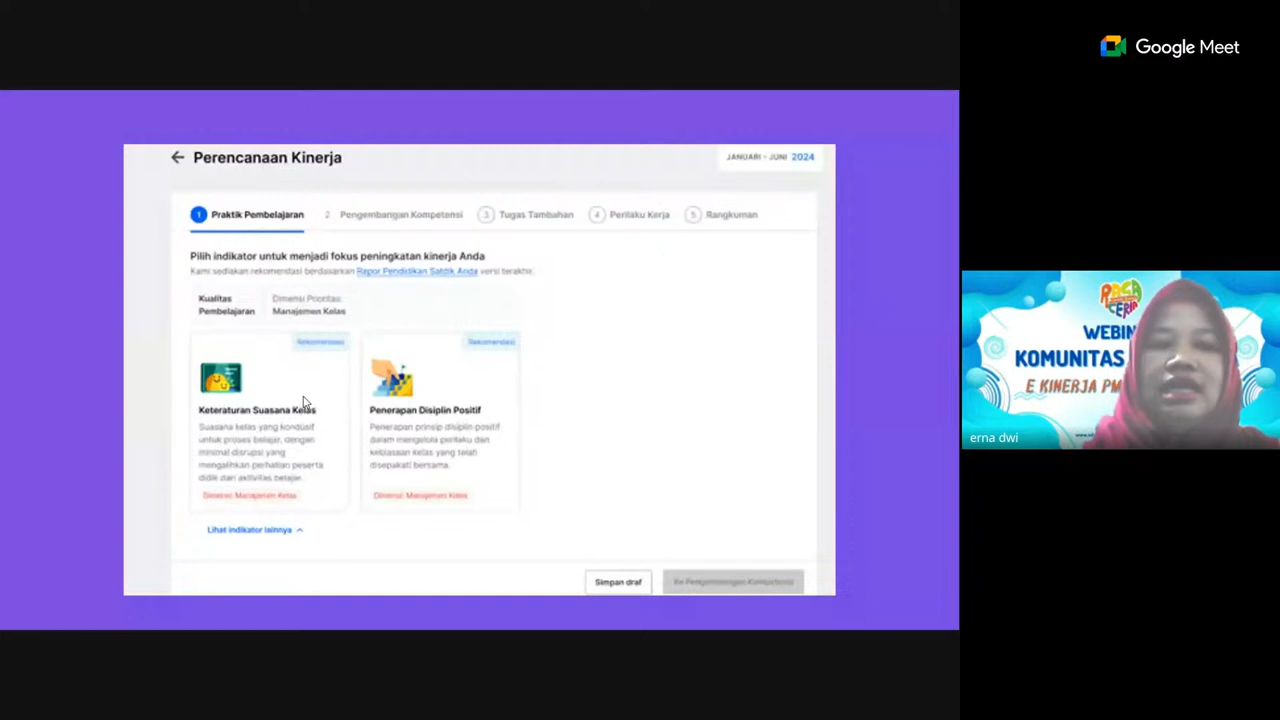 Google Meet
← Perencanaan Kinerja
JANUARI - JUNI 2024
1 Praktik Pembelajaran
2 Pengembangan Kompetensi
3 Tugas Tambahan
4 Perilaku Kerja
5 Rangkuman
Pilih indikator untuk menjadi fokus peningkatan kinerja Anda
Kami sediakan rekomendasi berdasarkan Rapor Pendidikan Satdik Anda versi terakhir.
Kualitas
Pembelajaran
Dimensi Prioritas:
Manajemen Kelas
Rekomendasi
Keteraturan Suasana Kelas
Suasana kelas yang kondusif
untuk proses belajar, dengan
minimal disrupsi yang
mengalihkan perhatian peserta
didik dari aktivitas belajar.
Dimensi: Manajemen Kelas
Rekomendasi
Penerapan Disiplin Positif
Penerapan prinsip disiplin positif
dalam mengelola perilaku dan
kebiasaan kelas yang telah
disepakati bersama.
Dimensi: Manajemen Kelas
Lihat indikator lainnya
Simpan draf
Ke Pengembangan Kompetensi
RAGA
CERIA
WEBIN
KOMUNITAS
E KINERJA PM
erna dwi